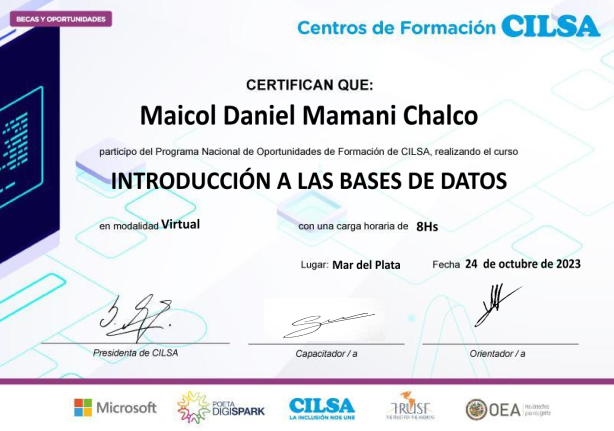 BECAS Y OPORTUNIDADES
Centros de Formación CILSA
CERTIFICAN QUE:
Maicol Daniel Mamani Chalco
participo del Programa Nacional de Oportunidades de Formación de CILSA, realizando el curso
INTRODUCCIÓN A LAS BASES DE DATOS
en modalidad Virtual con una carga horaria de 8Hs
Lugar: Mar del Plata Fecha 24 de octubre de 2023
Presidenta de CILSA Capacitador / a Orientador / a
Microsoft POETA DIGISPARK CILSA LA INCLUSIÓN NOS UNE TRUST THE TRUST FOR THE AMERICAS OEA Más derechos para más gente